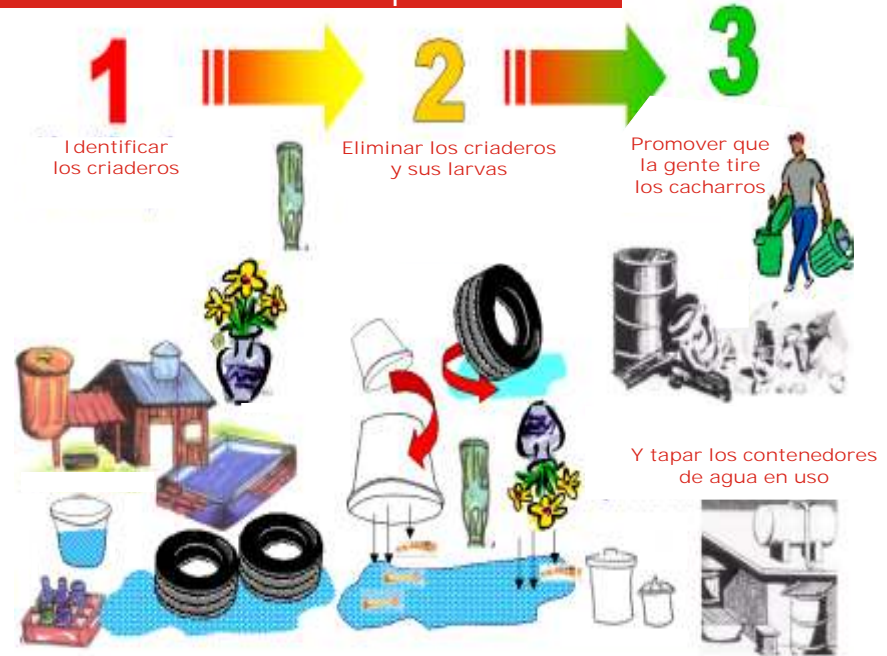 1
Identificar
los criaderos
2
Eliminar los criaderos
y sus larvas
3
Promover que
la gente tire
los cacharros
Y tapar los contenedores
de agua en uso